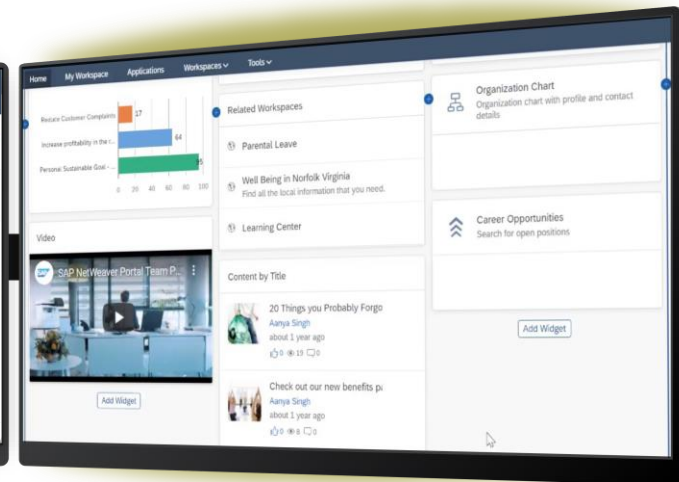 Home My Workspace Applications Workspaces Tools
Reduce Customer Complaints 17
Increase profitability in the r... 64
Personal: Sustainable Goal - ... 95
0 20 40 60 80 100
Video
SAP NetWeaver Portal Team P...
Add Widget
Related Workspaces
Parental Leave
Well Being in Norfolk Virginia
Find all the local information that you need.
Learning Center
Content by Title
20 Things you Probably Forgo
Aanya Singh
about 1 year ago
0 15 0
Check out our new benefits pa
Aanya Singh
about 1 year ago
0 8 0
Organization Chart
Organization chart with profile and contact
details
Career Opportunities
Search for open positions
Add Widget